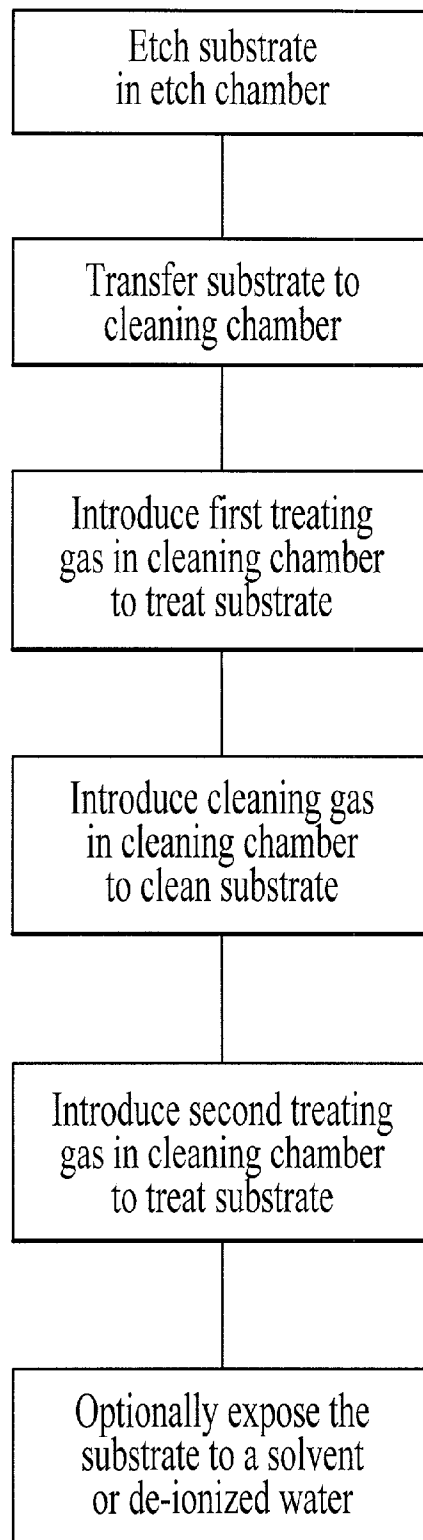 Etch substrate
in etch chamber
Transfer substrate to
cleaning chamber
Introduce first treating
gas in cleaning chamber
to treat substrate
Introduce cleaning gas
in cleaning chamber
to clean substrate
Introduce second treating
gas in cleaning chamber
to treat substrate
Optionally expose the
substrate to a solvent
or de-ionized water